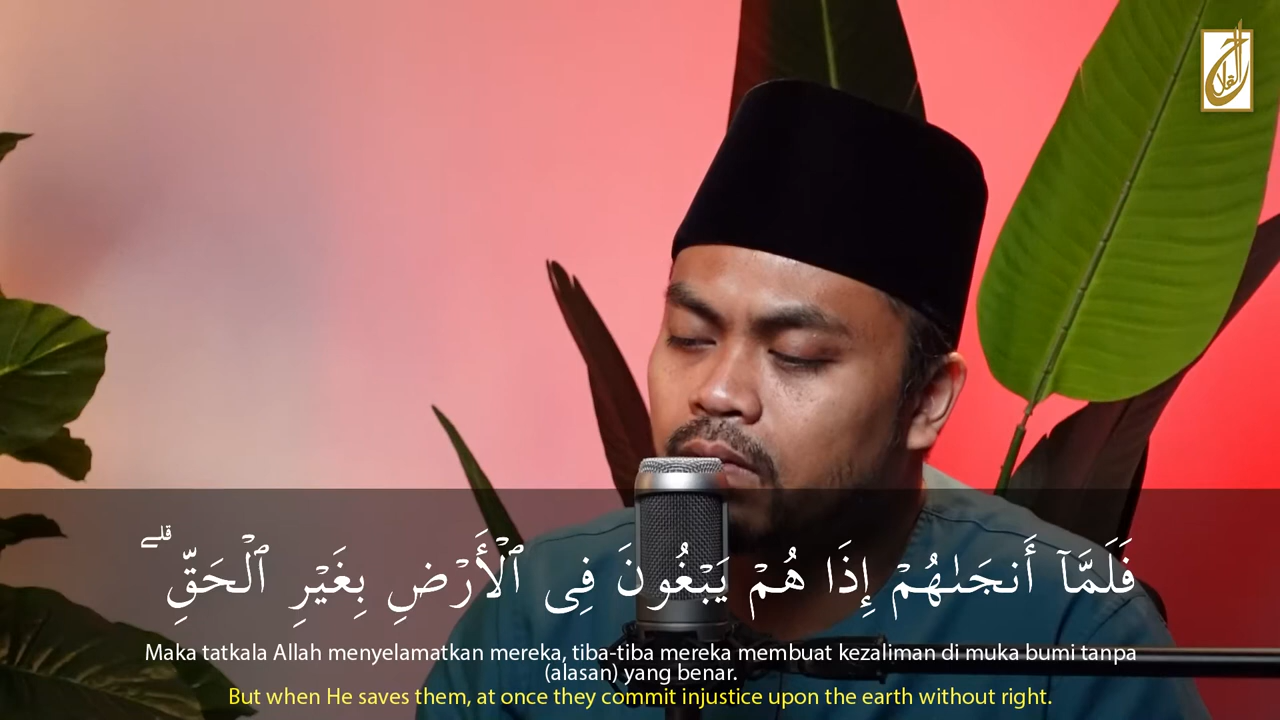 فَلَمَّآ أَنجَىٰهُمْ إِذَا هُمْ يَبْغُونَ فِى ٱلْأَرْضِ بِغَيْرِ ٱلْحَقِّ ۗ
Maka tatkala Allah menyelamatkan mereka, tiba-tiba mereka membuat kezaliman di muka bumi tanpa
(alasan) yang benar.
But when He saves them, at once they commit injustice upon the earth without right.